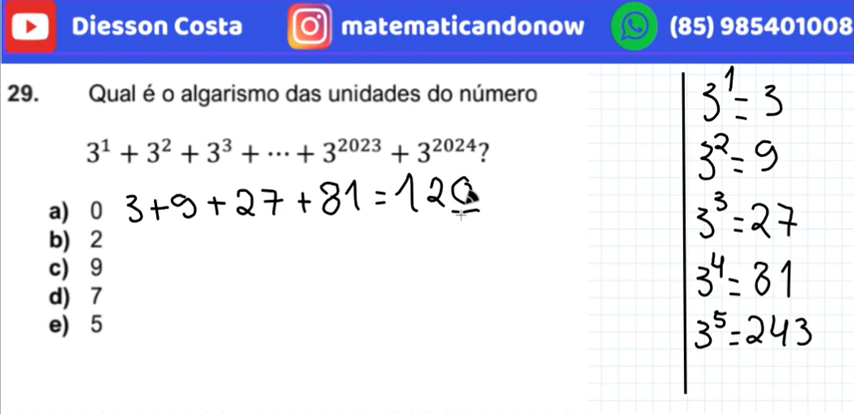 Diesson Costa matematicandonow (85) 985401008
29. Qual é o algarismo das unidades do número
3¹ + 3² + 3³ + ⋯ + 3²⁰²³ + 3²⁰²⁴?
a) 0 3+9+27+81=120
b) 2
c) 9
d) 7
e) 5
3¹=3
3²=9
3³=27
3⁴=81
3⁵=243